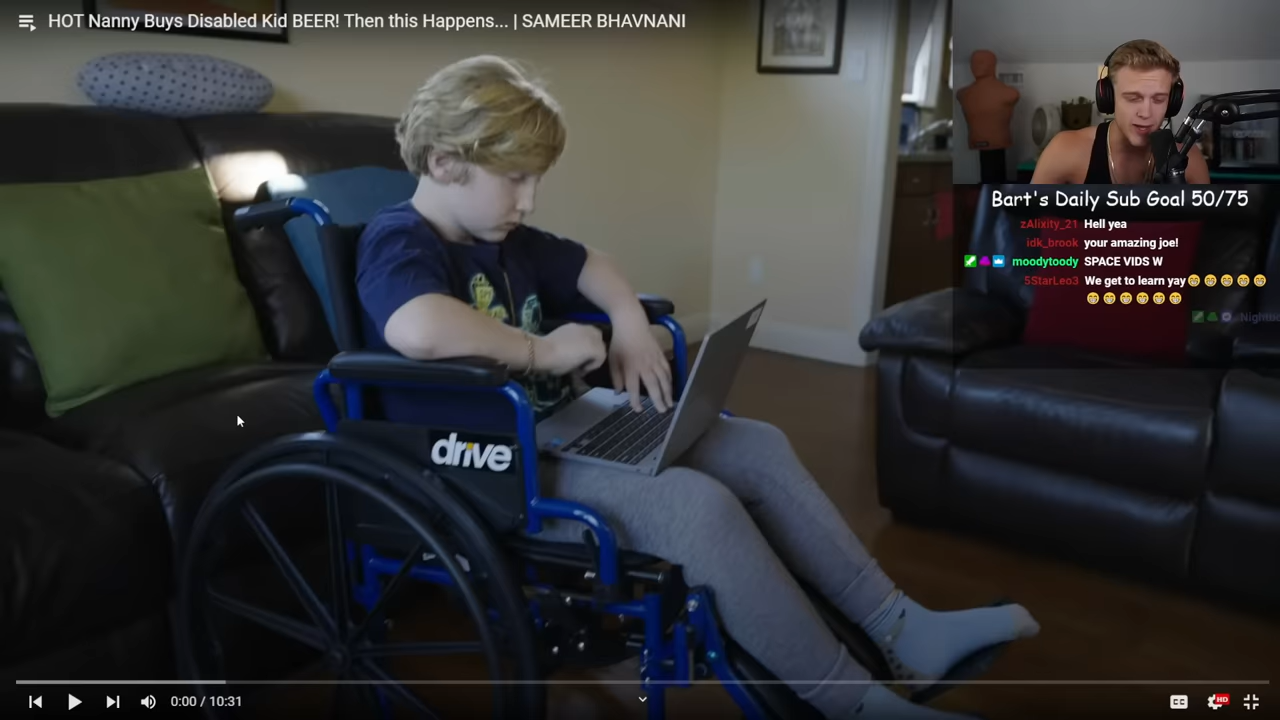 HOT Nanny Buys Disabled Kid BEER! Then this Happens... | SAMEER BHAVNANI
Bart's Daily Sub Goal 50/75
zAlixity_21 Hell yea
idk_brook your amazing joe!
moodytoody SPACE VIDS W
5StarLeo3 We get to learn yay😁😁😁😁😁
😁😁😁😁😁😁
drive
0:00 / 10:31
CC
HD